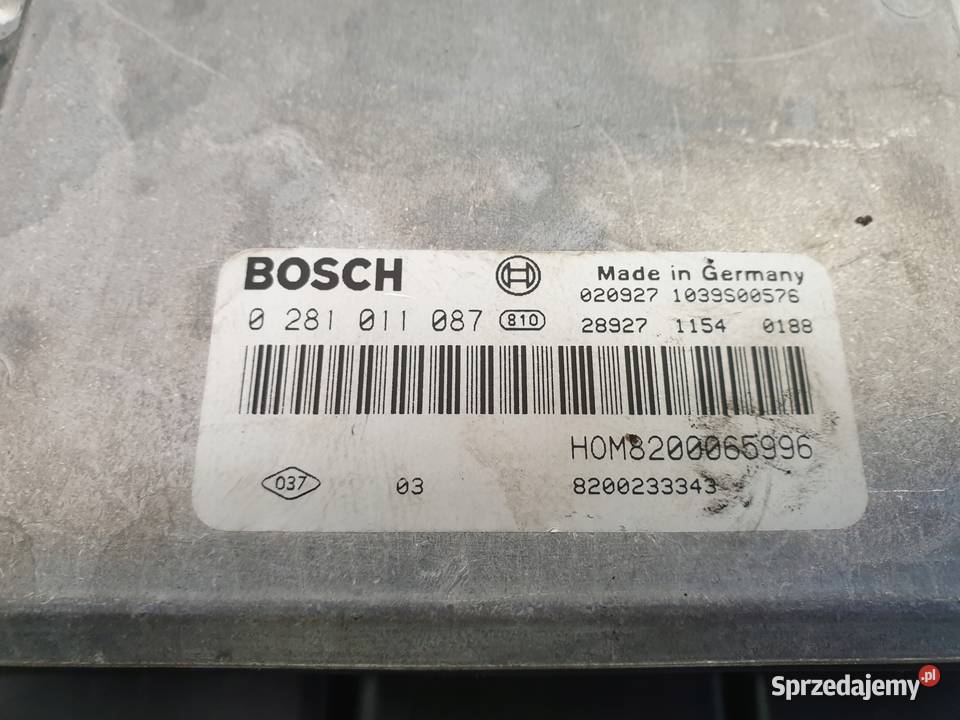 BOSCH
Made in Germany
020927 1039S00576
0 281 011 087 810
28927 1154 0188
HOM8200065996
037 03 8200233343
Sprzedajemy.pl